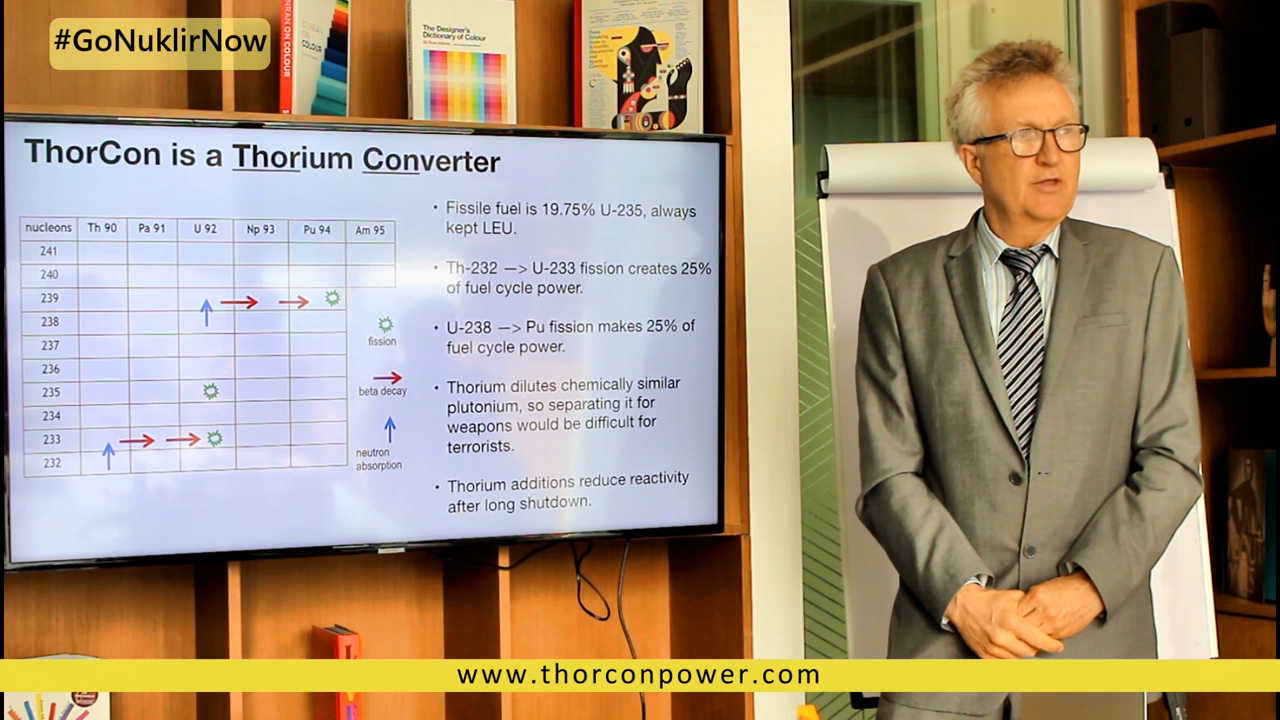 #GoNuklirNow
COLOUR
The Designer's
Dictionary of Colour
ThorCon is a Thorium Converter
nucleons Th 90 Pa 91 U 92 Np 93 Pu 94 Am 95
241
240
239
238
237
236
235
234
233
232
fission
beta decay
neutron
absorption
• Fissile fuel is 19.75% U-235, always
kept LEU.
• Th-232 —> U-233 fission creates 25%
of fuel cycle power.
• U-238 —> Pu fission makes 25% of
fuel cycle power.
• Thorium dilutes chemically similar
plutonium, so separating it for
weapons would be difficult for
terrorists.
• Thorium additions reduce reactivity
after long shutdown.
www.thorconpower.com